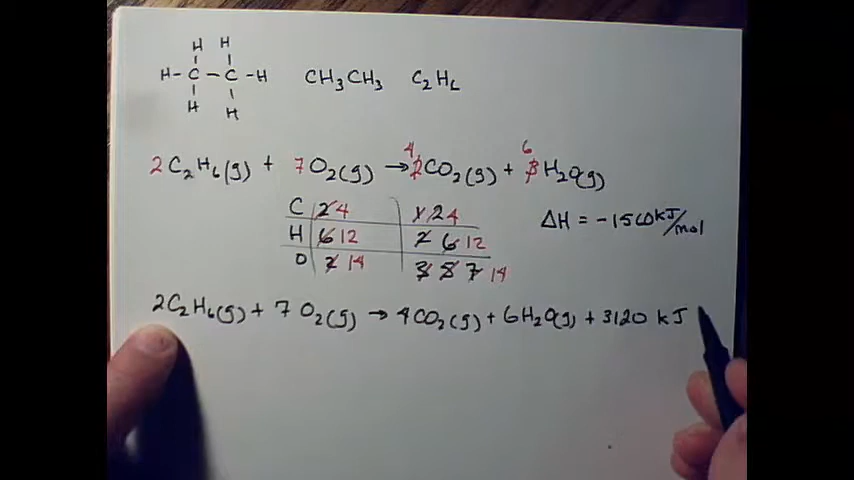 H H
H-C-C-H CH₃CH₃ C₂H₆
H H
4 6
2C₂H₆(g) + 7O₂(g) → 2CO₂(g) + 3H₂O(g)
C 2 4 1 2 4
H 6 12 2 6 12
O 2 14 3 5 7 14
ΔH = -1560 kJ/mol
2C₂H₆(g) + 7O₂(g) → 4CO₂(g) + 6H₂O(g) + 3120 kJ